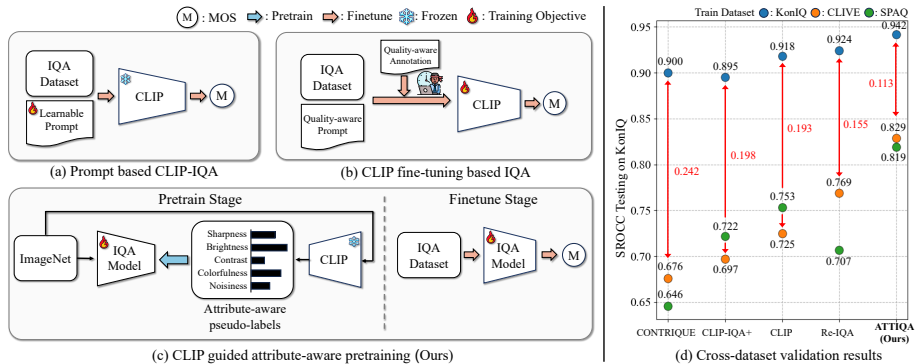 M : MOS : Pretrain : Finetune : Frozen : Training Objective
IQA
Dataset
Learnable
Prompt
CLIP
M
(a) Prompt based CLIP-IQA
IQA
Dataset
Quality-aware
Prompt
Quality-aware
Annotation
CLIP
M
(b) CLIP fine-tuning based IQA
Pretrain Stage
ImageNet
IQA
Model
Sharpness
Brightness
Contrast
Colorfulness
Noisiness
Attribute-aware
pseudo-labels
CLIP
Finetune Stage
IQA
Dataset
IQA
Model
M
(c) CLIP guided attribute-aware pretraining (Ours)
Train Dataset : KonIQ : CLIVE : SPAQ
SROCC Testing on KonIQ
0.90
0.85
0.80
0.75
0.70
0.65
0.900
0.242
0.676
0.646
0.895
0.198
0.722
0.697
0.918
0.193
0.753
0.725
0.924
0.155
0.769
0.707
0.942
0.113
0.829
0.819
CONTRIQUE CLIP-IQA+ CLIP Re-IQA ATTIQA
(Ours)
(d) Cross-dataset validation results